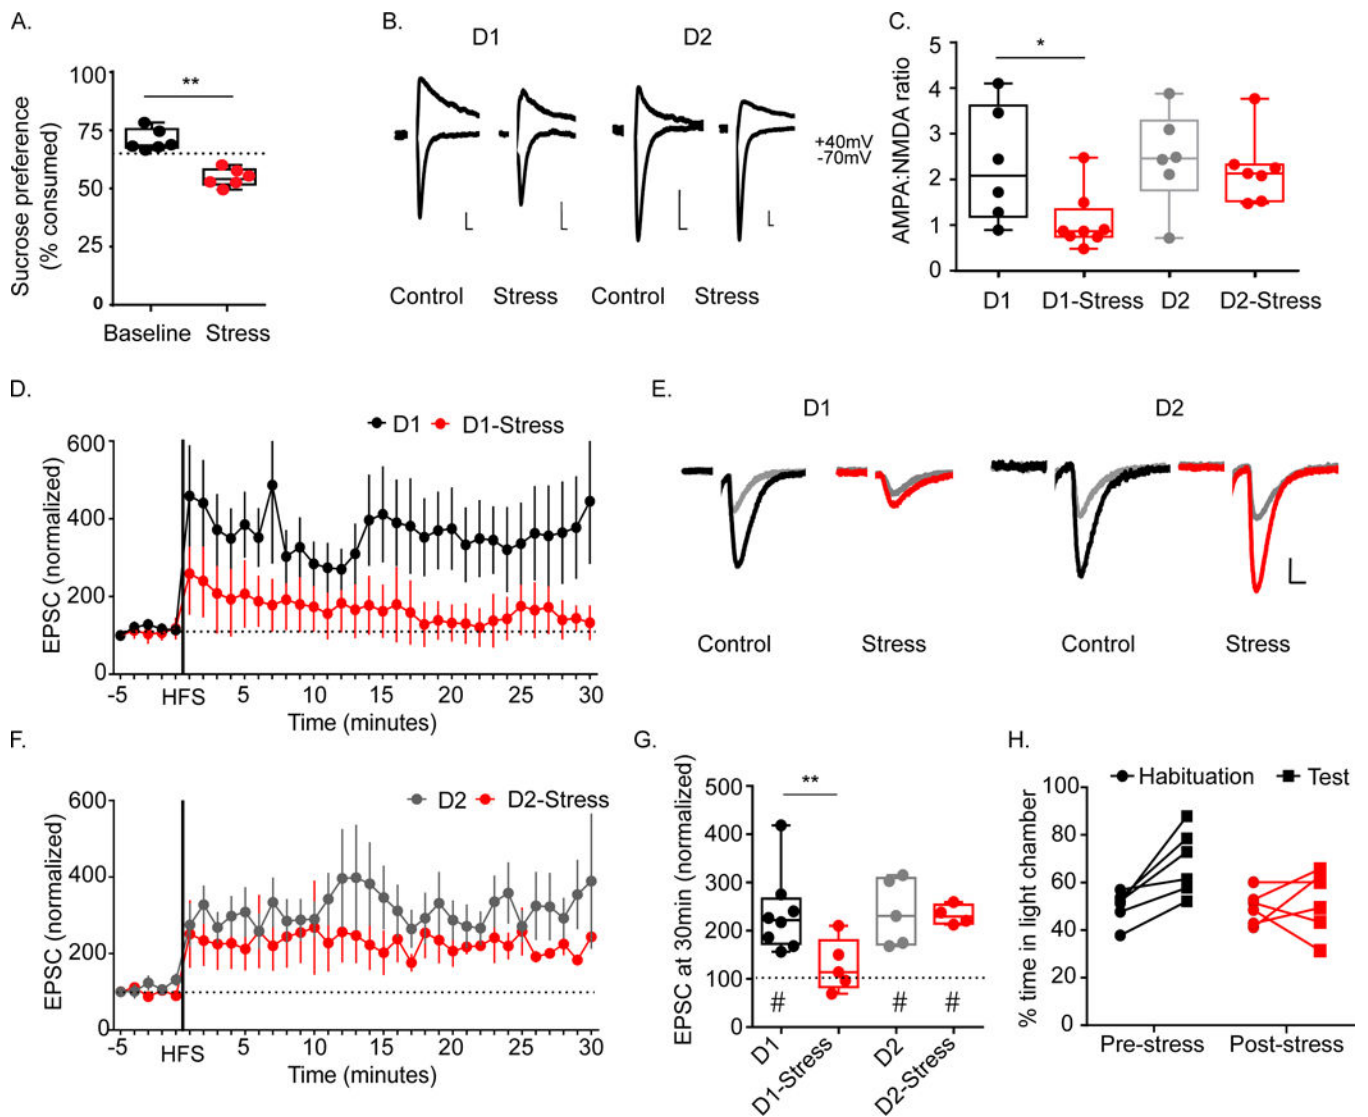 A.
Sucrose preference
(% consumed)
100
75
50
25
0
**
Baseline
Stress
B.
D1
D2
+40mV
-70mV
Control
Stress
Control
Stress
C.
AMPA:NMDA ratio
5
4
3
2
1
0
*
D1
D1-Stress
D2
D2-Stress
D.
D1
D1-Stress
EPSC (normalized)
600
400
200
0
-5
HFS
5
10
15
20
25
30
Time (minutes)
E.
D1
D2
Control
Stress
Control
Stress
F.
D2
D2-Stress
EPSC (normalized)
600
400
200
0
-5
HFS
5
10
15
20
25
30
Time (minutes)
G.
EPSC at 30min (normalized)
500
400
300
200
100
0
**
#
#
#
D1
D1-Stress
D2
D2-Stress
H.
Habituation
Test
% time in light chamber
100
80
60
40
20
0
Pre-stress
Post-stress